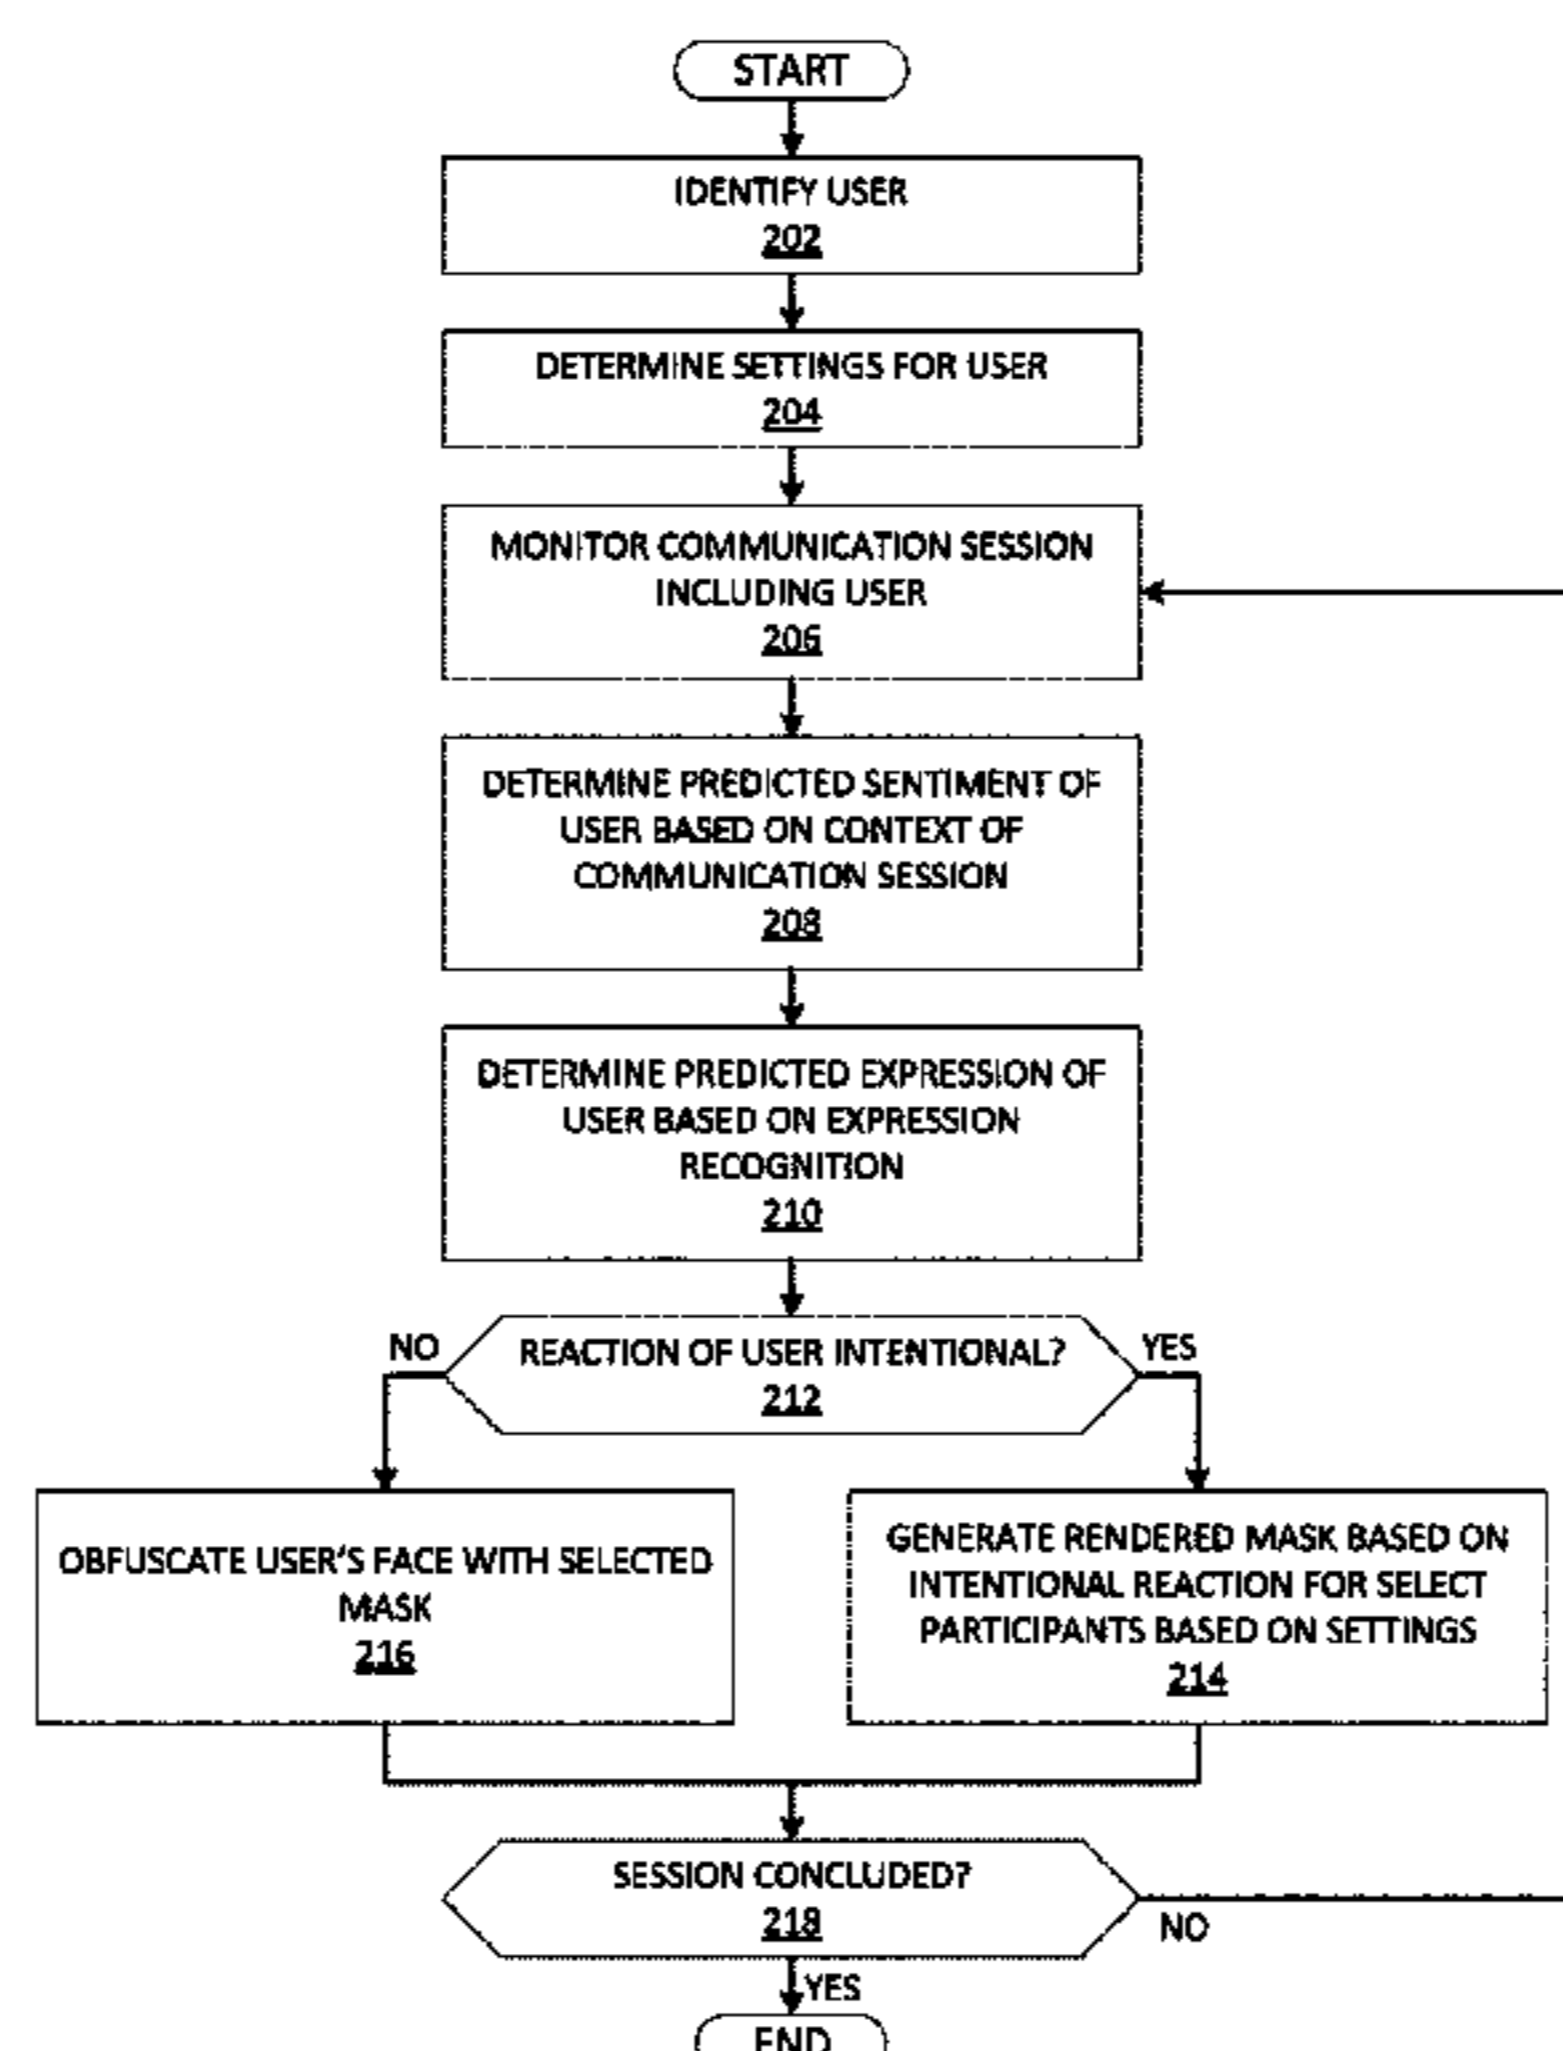 START
IDENTIFY USER
202
DETERMINE SETTINGS FOR USER
204
MONITOR COMMUNICATION SESSION
INCLUDING USER
206
DETERMINE PREDICTED SENTIMENT OF
USER BASED ON CONTEXT OF
COMMUNICATION SESSION
208
DETERMINE PREDICTED EXPRESSION OF
USER BASED ON EXPRESSION
RECOGNITION
210
NO
REACTION OF USER INTENTIONAL?
212
YES
OBFUSCATE USER'S FACE WITH SELECTED
MASK
216
GENERATE RENDERED MASK BASED ON
INTENTIONAL REACTION FOR SELECT
PARTICIPANTS BASED ON SETTINGS
214
SESSION CONCLUDED?
218
NO
YES
END